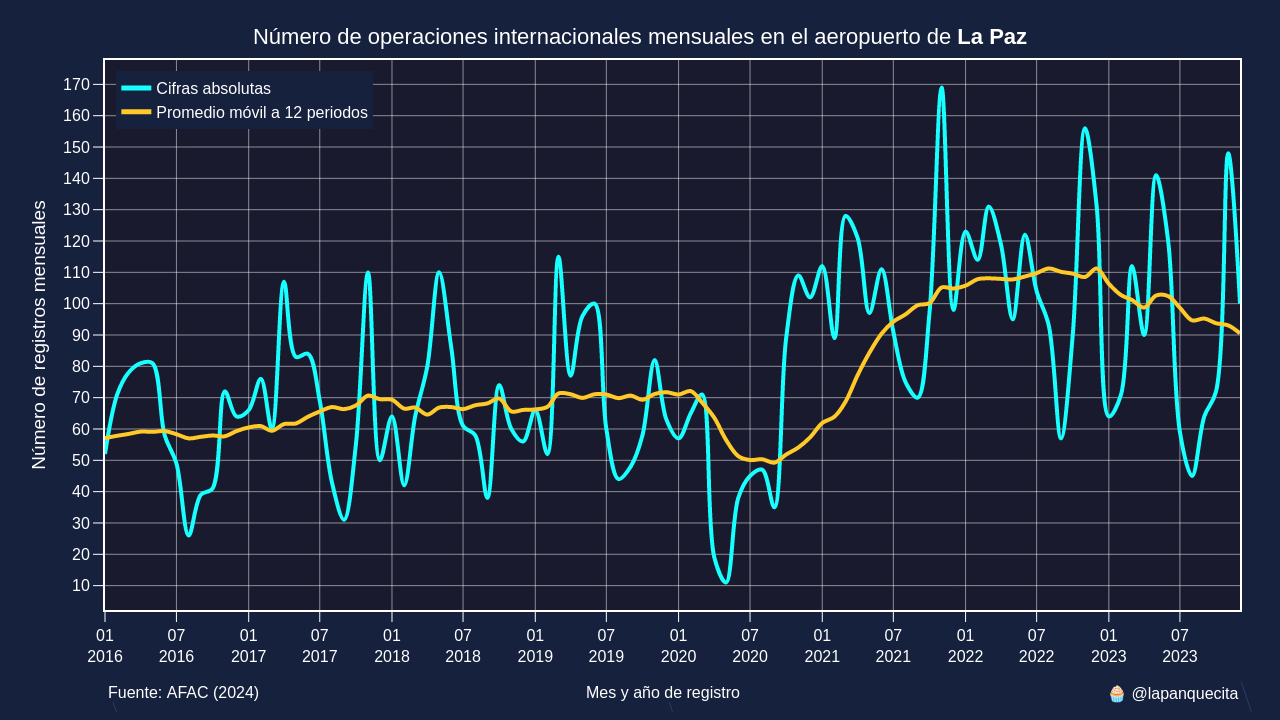 Número de operaciones internacionales mensuales en el aeropuerto de La Paz
Cifras absolutas
Promedio móvil a 12 periodos
Número de registros mensuales
170
160
150
140
130
120
110
100
90
80
70
60
50
40
30
20
10
01 07 01 07 01 07 01 07 01 07 01 07 01 07 01 07
2016 2016 2017 2017 2018 2018 2019 2019 2020 2020 2021 2021 2022 2022 2023 2023
Fuente: AFAC (2024)
Mes y año de registro
🧁 @lapanquecita